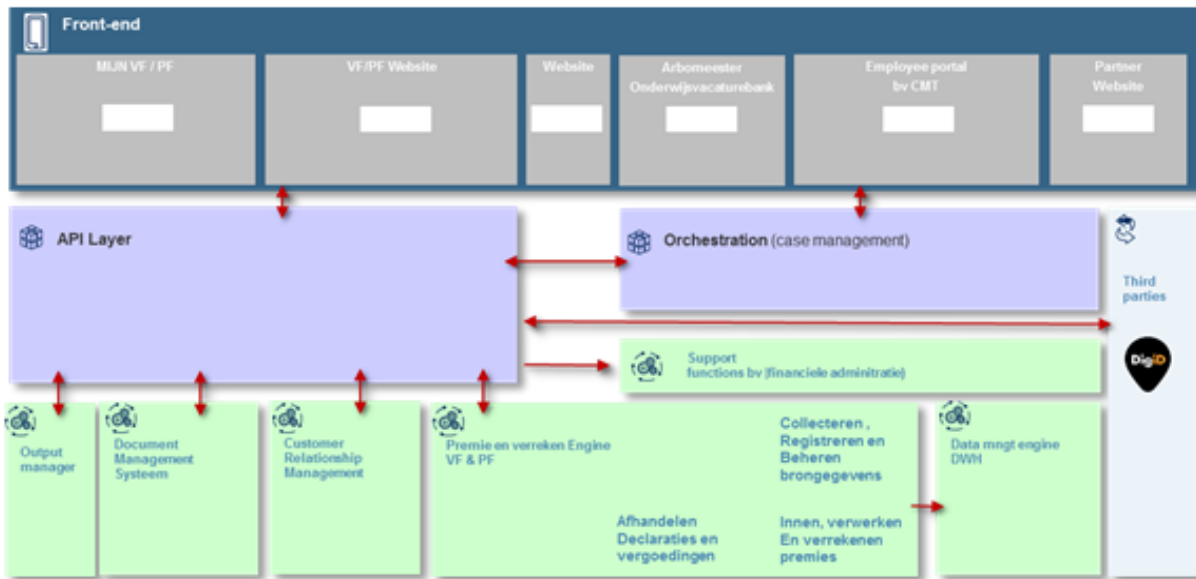 Front-end
MIJN VF / PF
VF/PF Website
Website
Arbomeester
Onderwijsvacaturebank
Employee portal
bv CMT
Partner
Website
API Layer
Orchestration (case management)
Third
parties
DigiD
Support
functions bv |financiele adminitratie)
Output
manager
Document
Management
Systeem
Customer
Relationship
Management
Premie en verreken Engine
VF & PF
Collecteren ,
Registreren en
Beheren
brongegevens
Afhandelen
Declaraties en
vergoedingen
Innen, verwerken
En verrekenen
premies
Data mngt engine
DWH